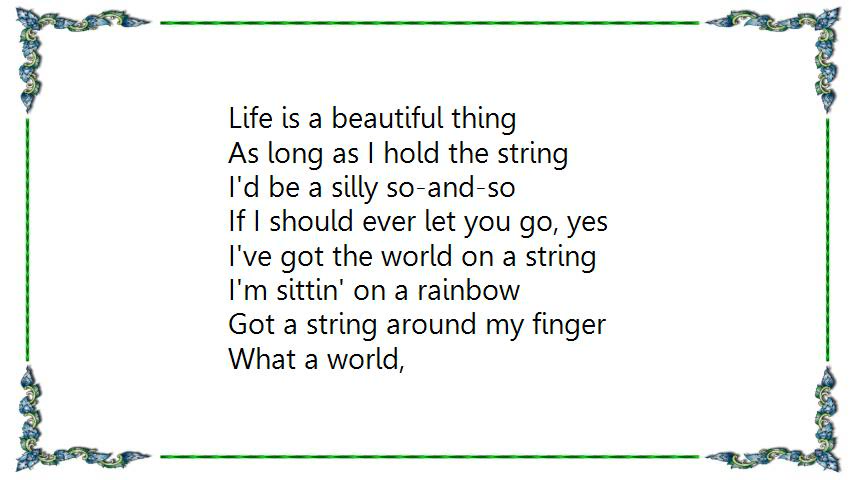 Life is a beautiful thing
As long as I hold the string
I'd be a silly so-and-so
If I should ever let you go, yes
I've got the world on a string
I'm sittin' on a rainbow
Got a string around my finger
What a world,